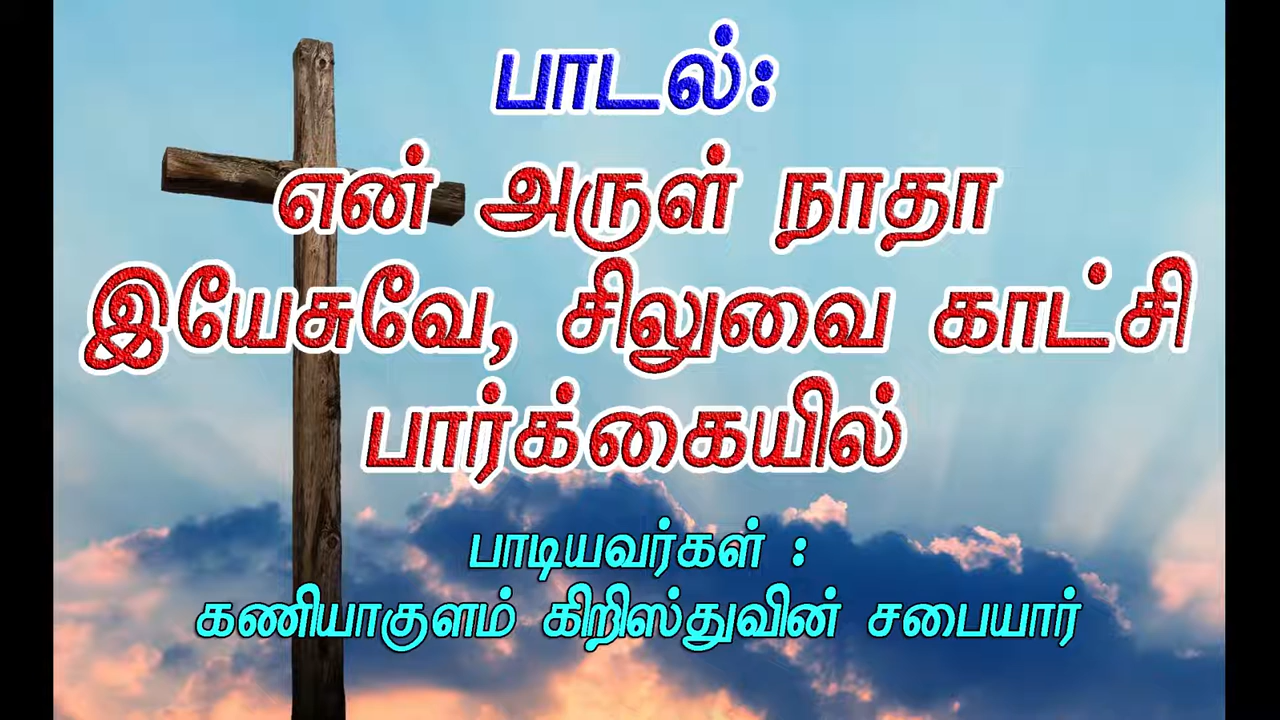 பாடல்:
என் அருள் நாதா
இயேசுவே, சிலுவை காட்சி
பார்க்கையில்
பாடியவர்கள் :
கணியாகுளம் கிறிஸ்துவின் சபையார்